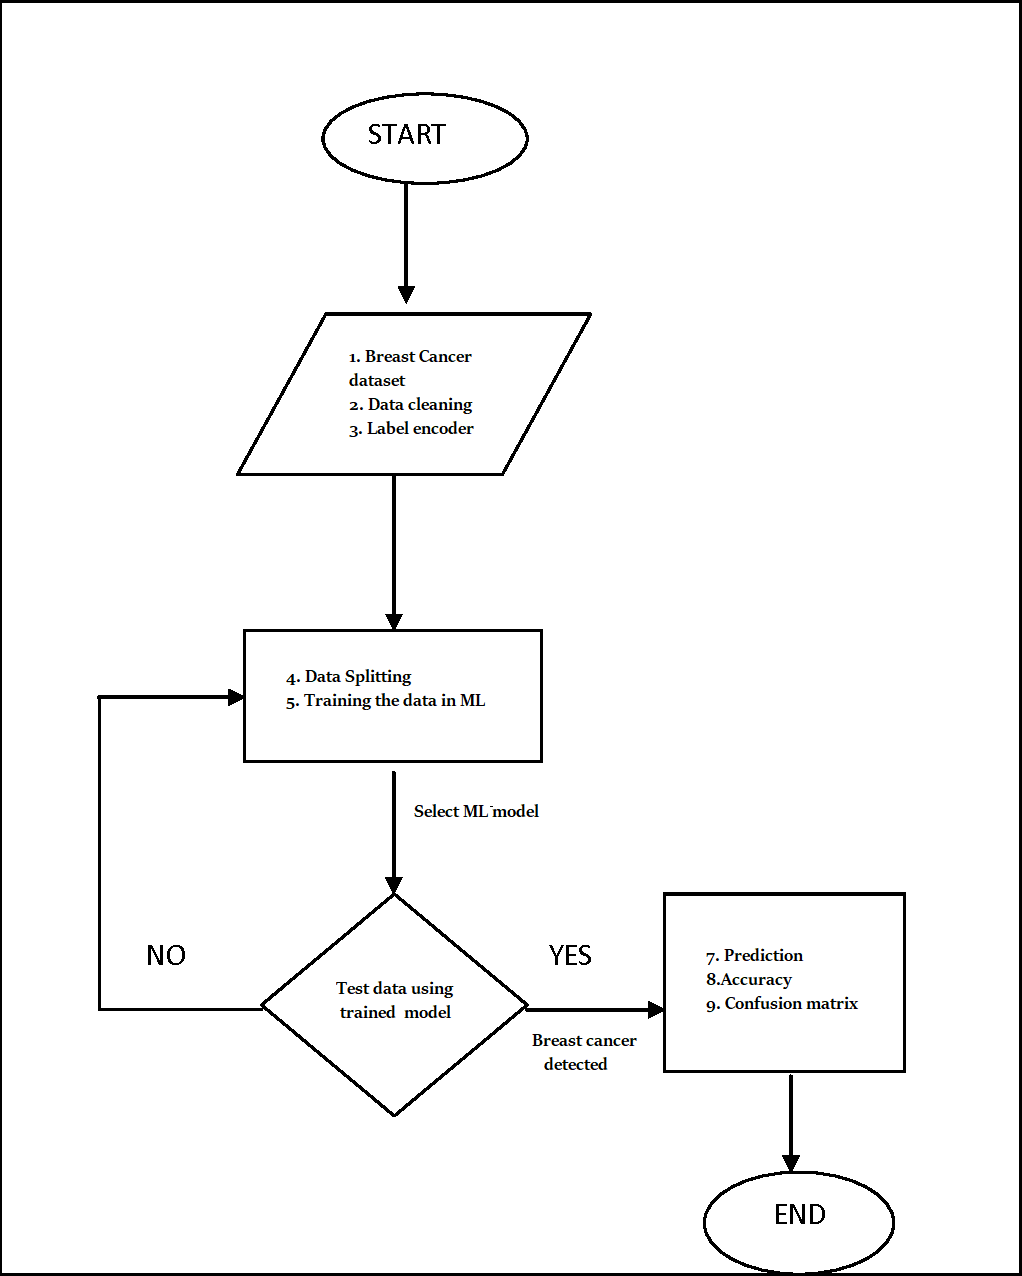 START
1. Breast Cancer
dataset
2. Data cleaning
3. Label encoder
4. Data Splitting
5. Training the data in ML
Select ML-model
NO
YES
Test data using
trained model
Breast cancer
detected
7. Prediction
8.Accuracy
9. Confusion matrix
END